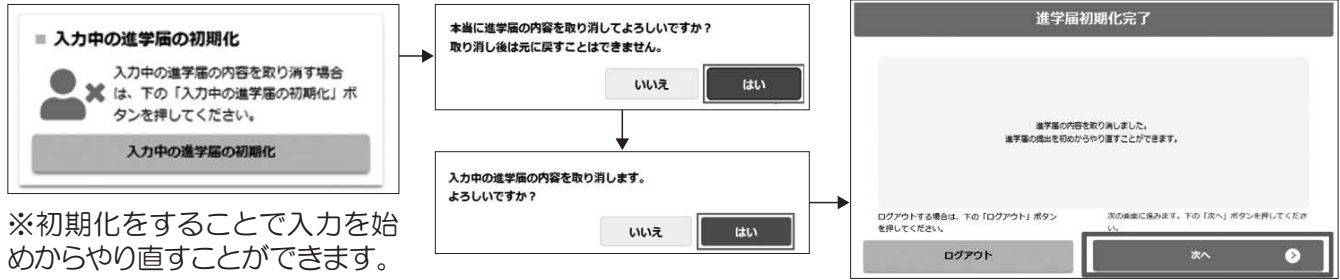 ■ 入力中の進学届の初期化
入力中の進学届の内容を取り消す場合
は、下の「入力中の進学届の初期化」ボ
タンを押してください。
入力中の進学届の初期化
※初期化をすることで入力を始
めからやり直すことができます。
本当に進学届の内容を取り消してよろしいですか？
取り消し後は元に戻すことはできません。
いいえ
はい
入力中の進学届の内容を取り消します。
よろしいですか？
いいえ
はい
進学届初期化完了
進学届の内容を取り消しました。
進学届の提出を初めからやり直すことができます。
ログアウトする場合は、下の「ログアウト」ボタン
を押してください。
ログアウト
次の画面に進みます。下の「次へ」ボタンを押してくださ
い。
次へ